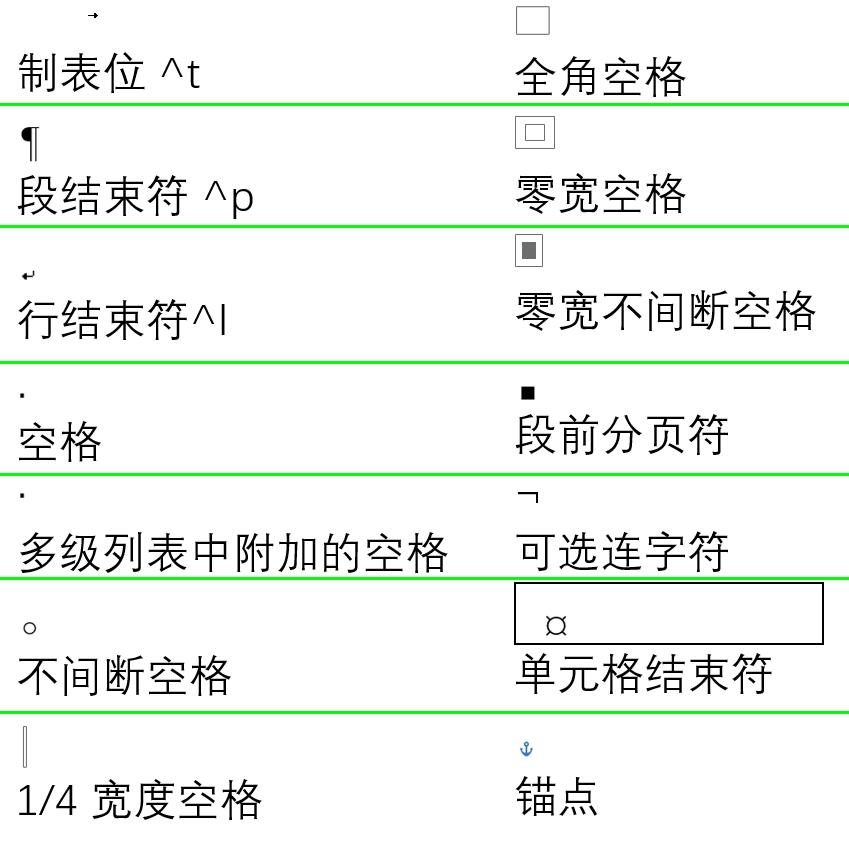 →
制表位 ^t
¶
段结束符 ^p
↵
行结束符^l
·
空格
·
多级列表中附加的空格
○
不间断空格
1/4 宽度空格
全角空格
零宽空格
零宽不间断空格
■
段前分页符
¬
可选连字符
¤
单元格结束符
⚓
锚点